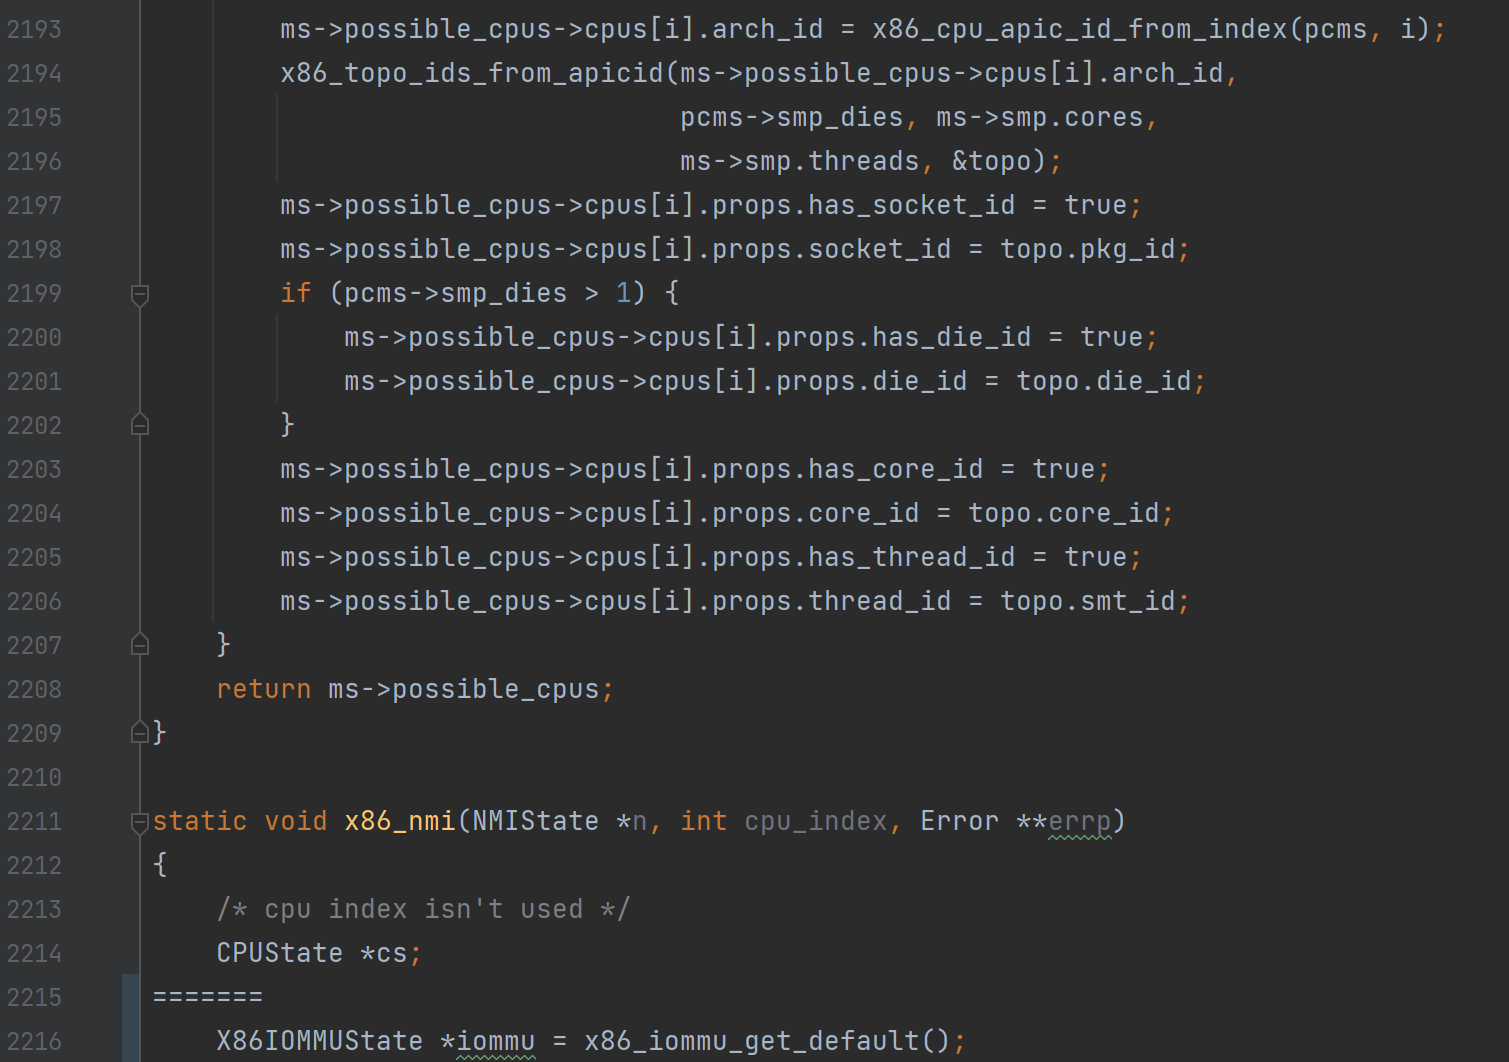 2193 ms->possible_cpus->cpus[i].arch_id = x86_cpu_apic_id_from_index(pcms, i);
2194 x86_topo_ids_from_apicid(ms->possible_cpus->cpus[i].arch_id,
2195 pcms->smp_dies, ms->smp.cores,
2196 ms->smp.threads, &topo);
2197 ms->possible_cpus->cpus[i].props.has_socket_id = true;
2198 ms->possible_cpus->cpus[i].props.socket_id = topo.pkg_id;
2199 if (pcms->smp_dies > 1) {
2200 ms->possible_cpus->cpus[i].props.has_die_id = true;
2201 ms->possible_cpus->cpus[i].props.die_id = topo.die_id;
2202 }
2203 ms->possible_cpus->cpus[i].props.has_core_id = true;
2204 ms->possible_cpus->cpus[i].props.core_id = topo.core_id;
2205 ms->possible_cpus->cpus[i].props.has_thread_id = true;
2206 ms->possible_cpus->cpus[i].props.thread_id = topo.smt_id;
2207 }
2208 return ms->possible_cpus;
2209 }
2210
2211 static void x86_nmi(NMIState *n, int cpu_index, Error **errp)
2212 {
2213 /* cpu index isn't used */
2214 CPUState *cs;
2215 =======
2216 X86IOMMUState *iommu = x86_iommu_get_default();